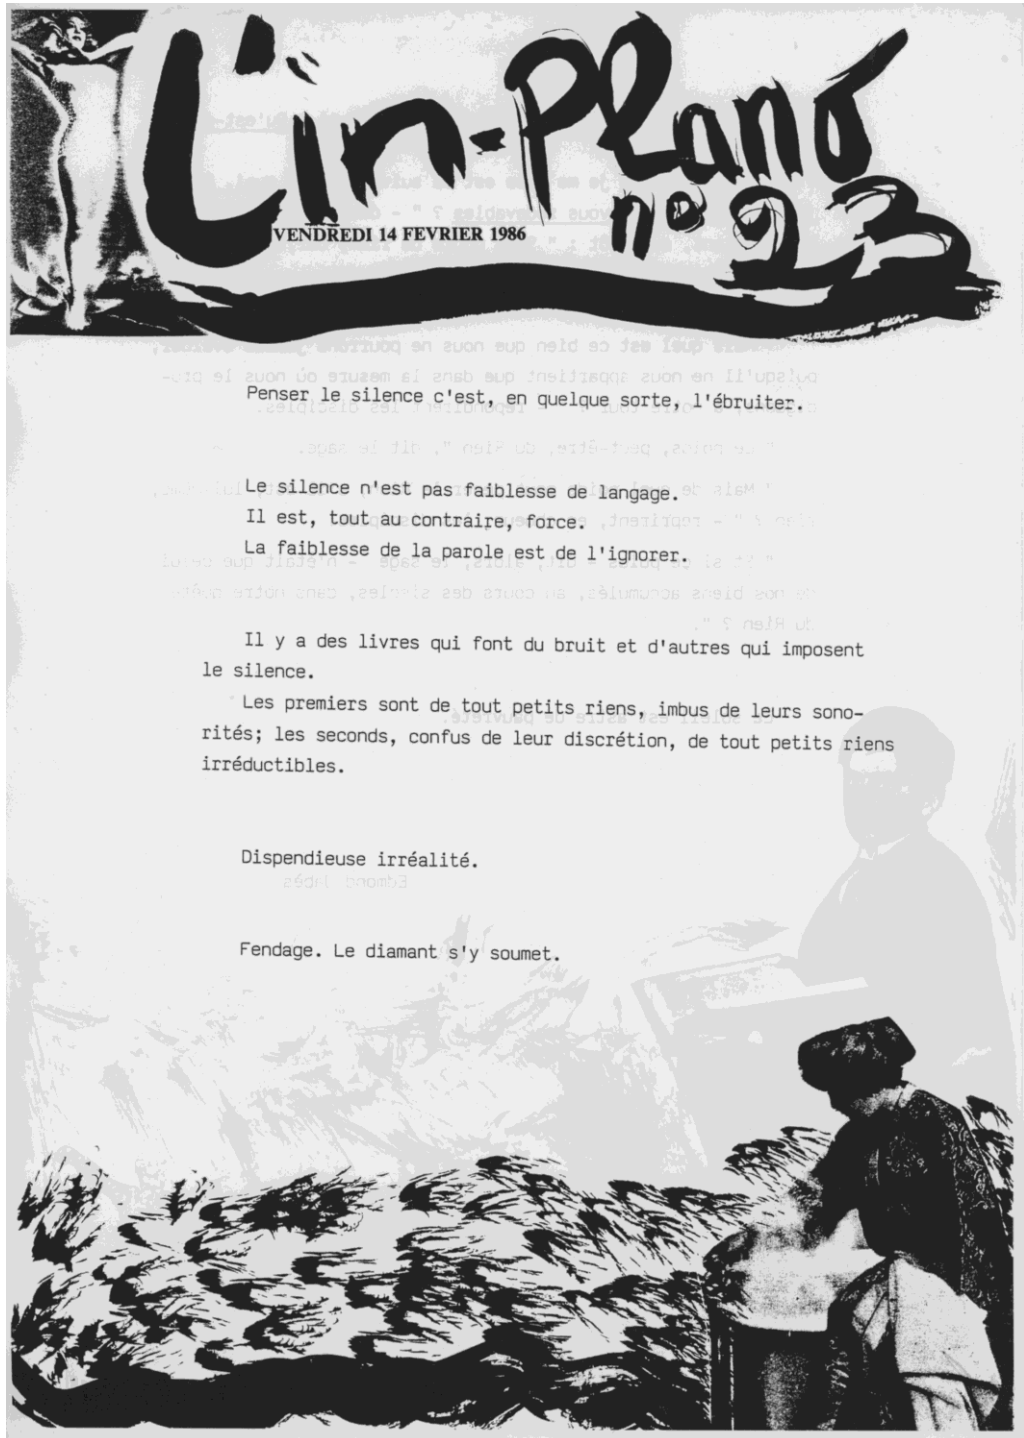 L'in-Plano
n° 23
VENDREDI 14 FEVRIER 1986
Penser le silence c'est, en quelque sorte, l'ébruiter.
Le silence n'est pas faiblesse de langage.
Il est, tout au contraire, force.
La faiblesse de la parole est de l'ignorer.
Il y a des livres qui font du bruit et d'autres qui imposent
le silence.
Les premiers sont de tout petits riens, imbus de leurs sono-
rités; les seconds, confus de leur discrétion, de tout petits riens
irréductibles.
Dispendieuse irréalité.
Fendage. Le diamant s'y soumet.